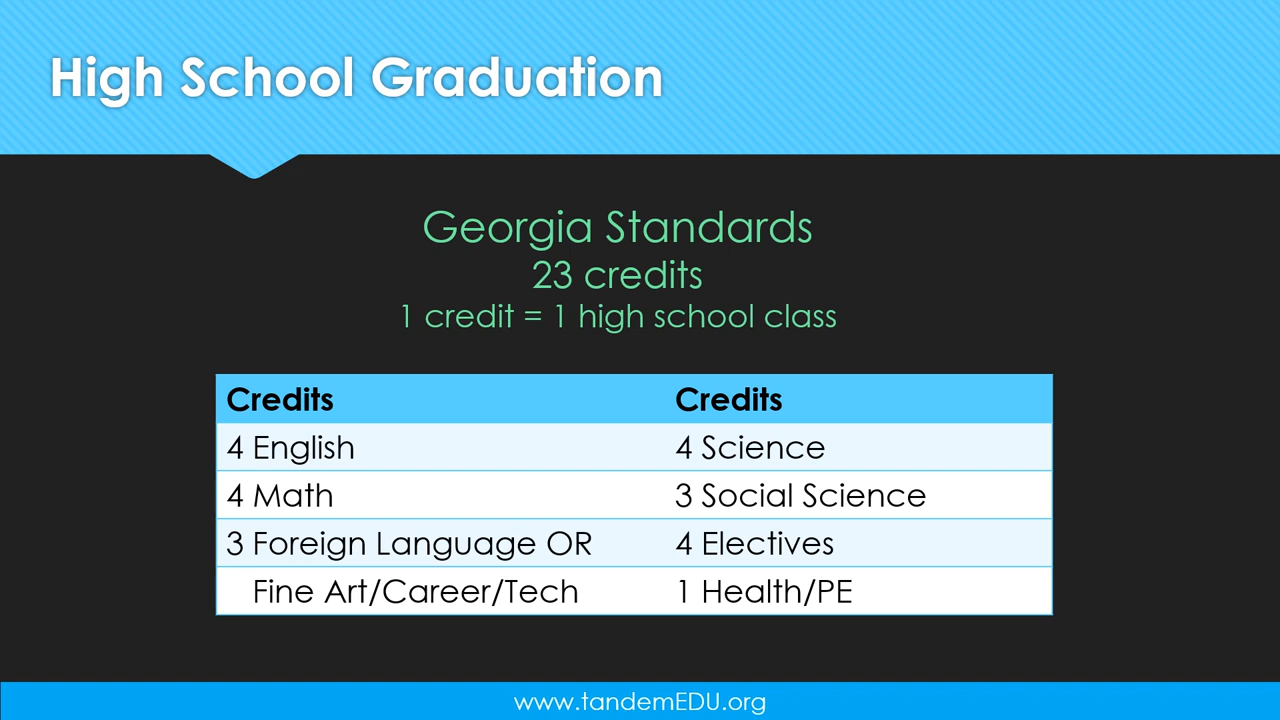 High School Graduation
Georgia Standards
23 credits
1 credit = 1 high school class
Credits Credits
4 English 4 Science
4 Math 3 Social Science
3 Foreign Language OR 4 Electives
Fine Art/Career/Tech 1 Health/PE
www.tandemEDU.org